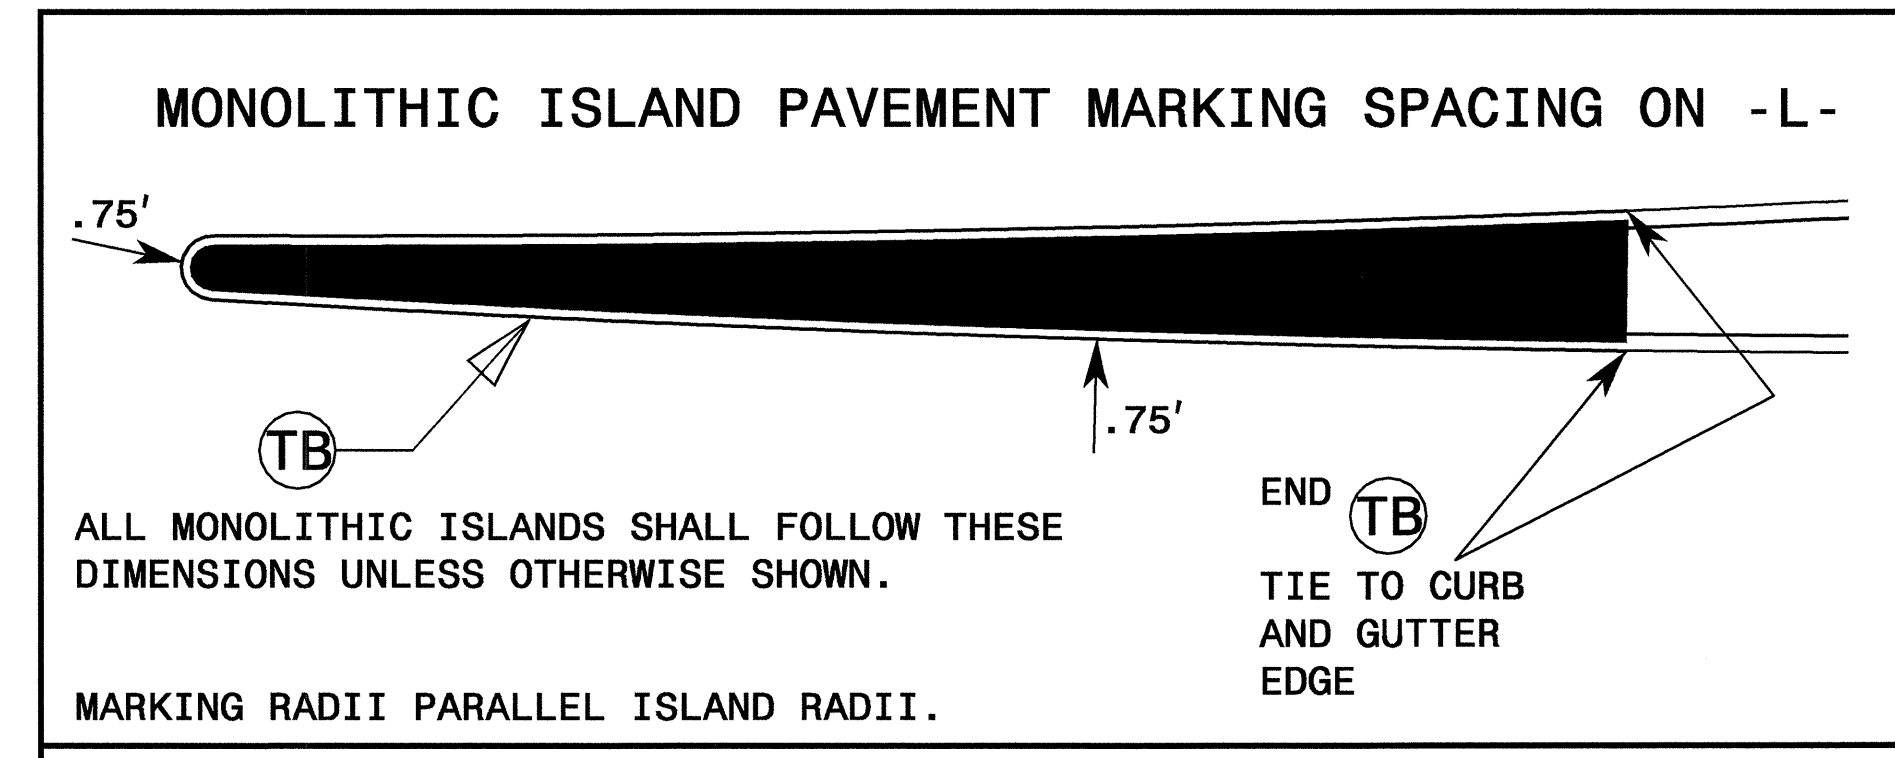 MONOLITHIC ISLAND PAVEMENT MARKING SPACING ON -L-
.75'
TB
.75'
ALL MONOLITHIC ISLANDS SHALL FOLLOW THESE
DIMENSIONS UNLESS OTHERWISE SHOWN.
MARKING RADII PARALLEL ISLAND RADII.
END TB
TIE TO CURB
AND GUTTER
EDGE